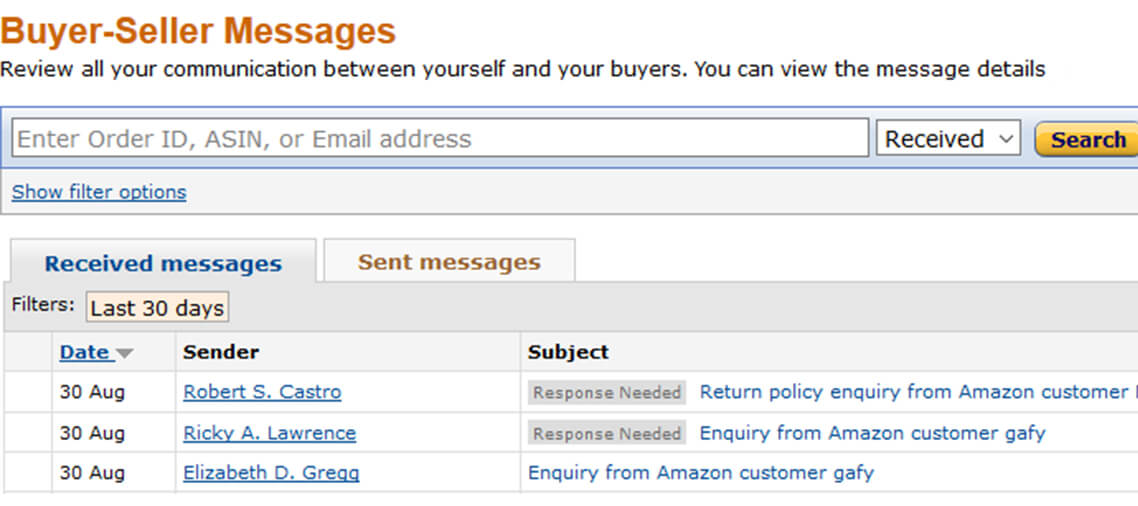 Buyer-Seller Messages
Review all your communication between yourself and your buyers. You can view the message details
Enter Order ID, ASIN, or Email address Received Search
Show filter options
Received messages Sent messages
Filters: Last 30 days
Date Sender Subject
30 Aug Robert S. Castro Response Needed Return policy enquiry from Amazon customer
30 Aug Ricky A. Lawrence Response Needed Enquiry from Amazon customer gafy
30 Aug Elizabeth D. Gregg Enquiry from Amazon customer gafy